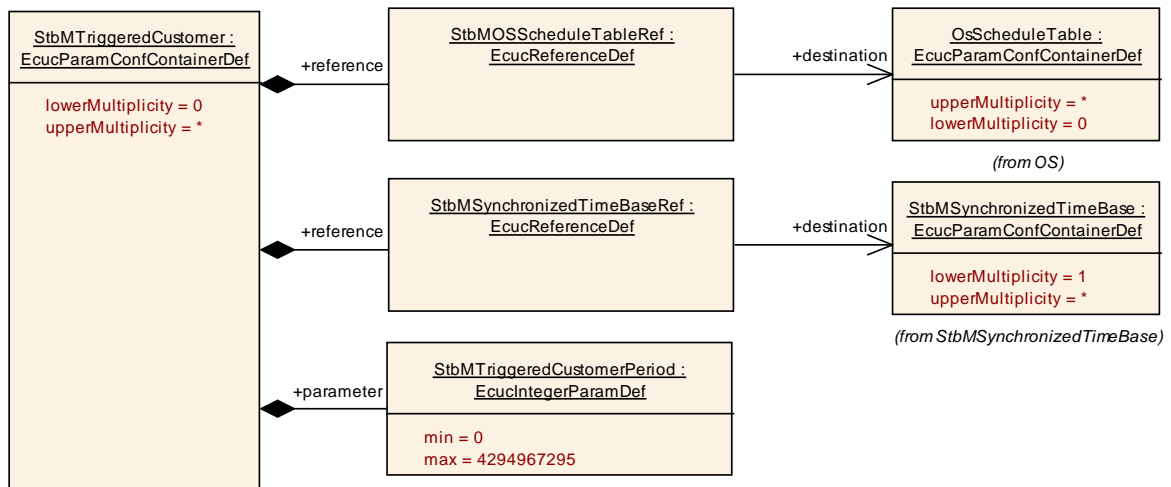 StbMTriggeredCustomer :
EcucParamConfContainerDef
lowerMultiplicity = 0
upperMultiplicity = *
+reference
StbMOSScheduleTableRef :
EcucReferenceDef
+destination
OsScheduleTable :
EcucParamConfContainerDef
upperMultiplicity = *
lowerMultiplicity = 0
(from OS)
+reference
StbMSynchronizedTimeBaseRef :
EcucReferenceDef
+destination
StbMSynchronizedTimeBase :
EcucParamConfContainerDef
lowerMultiplicity = 1
upperMultiplicity = *
(from StbMSynchronizedTimeBase)
+parameter
StbMTriggeredCustomerPeriod :
EcucIntegerParamDef
min = 0
max = 4294967295